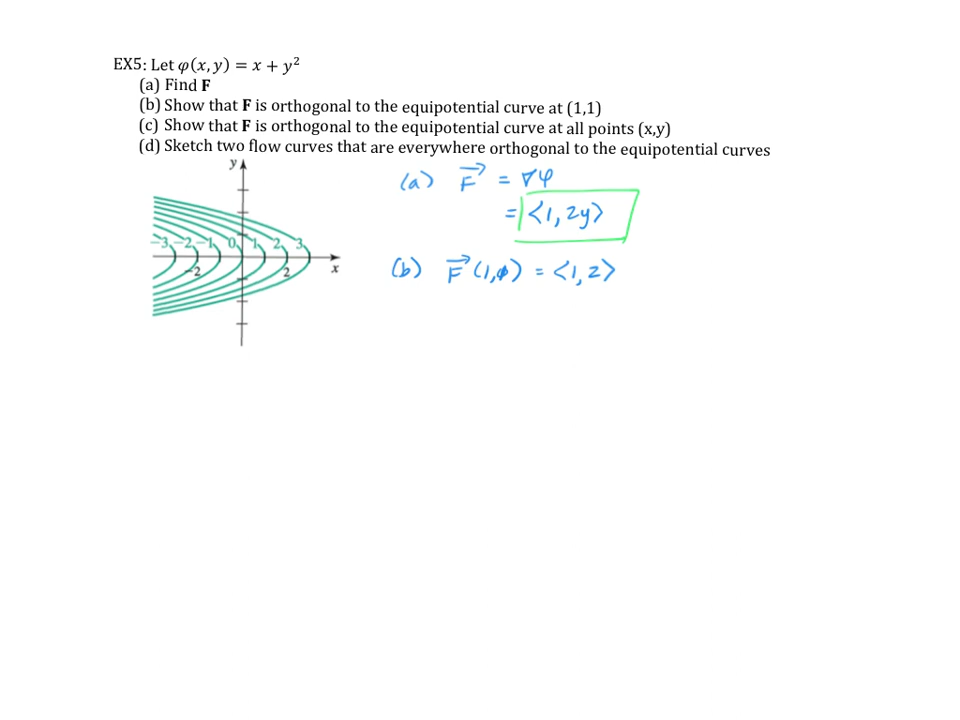 EX5: Let φ(x,y) = x + y²
(a) Find F
(b) Show that F is orthogonal to the equipotential curve at (1,1)
(c) Show that F is orthogonal to the equipotential curve at all points (x,y)
(d) Sketch two flow curves that are everywhere orthogonal to the equipotential curves
y
-3 -2 -1 0 1 2 3
-2 2 x
(a) F⃗ = ∇φ
= ⟨1, 2y⟩
(b) F⃗(1, ) = ⟨1, 2⟩